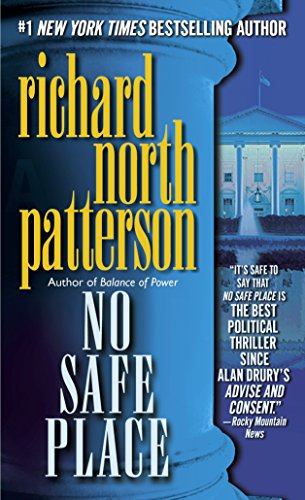 #1 NEW YORK TIMES BESTSELLING AUTHOR
richard
north
patterson
Author of Balance of Power
NO
SAFE
PLACE
"IT'S SAFE TO
SAY THAT
NO SAFE PLACE IS
THE BEST
POLITICAL
THRILLER
SINCE
ALAN DRURY'S
ADVISE AND
CONSENT."
—Rocky Mountain
News